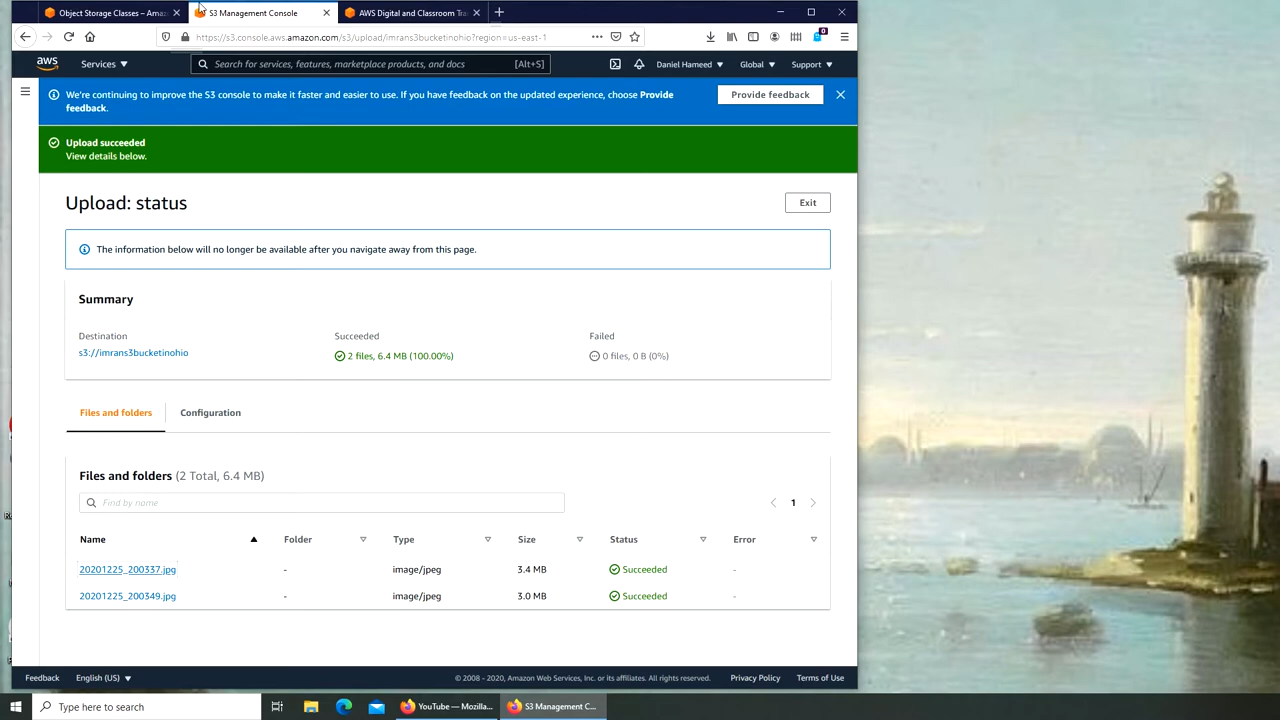 Object Storage Classes – Amaz
S3 Management Console
AWS Digital and Classroom Tra
https://s3.console.aws.amazon.com/s3/upload/imrans3bucketinohio?region=us-east-1
aws
Services
Search for services, features, marketplace products, and docs
[Alt+S]
Daniel Hameed
Global
Support
We're continuing to improve the S3 console to make it faster and easier to use. If you have feedback on the updated experience, choose Provide
feedback.
Provide feedback
Upload succeeded
View details below.
Upload: status
Exit
The information below will no longer be available after you navigate away from this page.
Summary
Destination
Succeeded
Failed
s3://imrans3bucketinohio
2 files, 6.4 MB (100.00%)
0 files, 0 B (0%)
Files and folders
Configuration
Files and folders (2 Total, 6.4 MB)
Find by name
1
Name Folder Type Size Status Error
20201225_200337.jpg - image/jpeg 3.4 MB Succeeded -
20201225_200349.jpg - image/jpeg 3.0 MB Succeeded -
Feedback English (US) © 2008 - 2020, Amazon Web Services, Inc. or its affiliates. All rights reserved. Privacy Policy Terms of Use
Type here to search
YouTube — Mozilla...
S3 Management C...